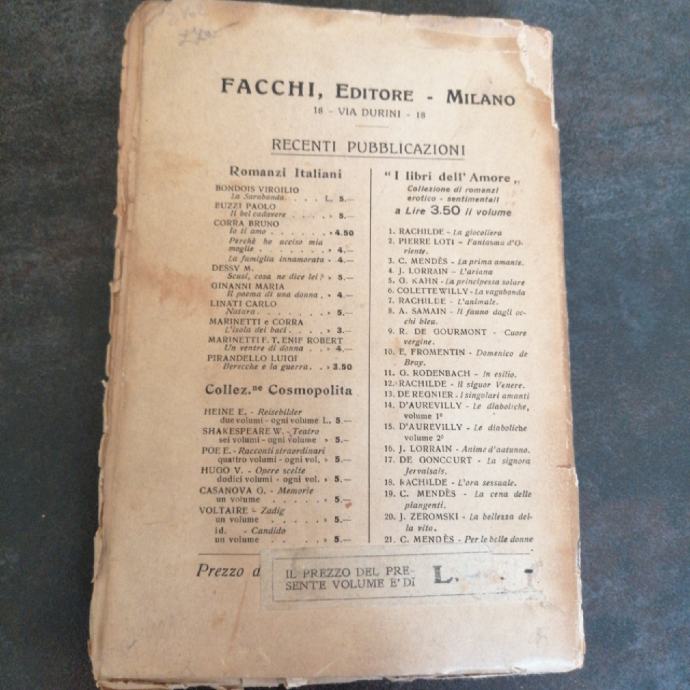 FACCHI, EDITORE - MILANO
18 - VIA DURINI - 18
RECENTI PUBBLICAZIONI
Romanzi Italiani
BONDOIS VIRGILIO
La Sarabanda . . . . L. 5.—
BUZZI PAOLO
Il bel cadavere . . . . » 5.—
CORRA BRUNO
Io ti amo . . . . . . . » 4.50
Perchè ho ucciso mia
moglie . . . . . . . » 4.—
La famiglia innamorata » 4.—
DESSY M.
Scusi, cosa ne dice lei? » 5.—
GINANNI MARIA
Il poema di una donna . » 4.—
LINATI CARLO
Natura . . . . . . . » 5.—
MARINETTI e CORRA
L'isola dei baci . . . . » 3.—
MARINETTI F. T. ENIF ROBERT
Un ventre di donna . . » 4.—
PIRANDELLO LUIGI
Berecche e la guerra . . » 3.50
Collez.ne Cosmopolita
HEINE E. - Reisebilder
due volumi - ogni volume L. 5.—
SHAKESPEARE W. - Teatro
sei volumi - ogni volume » 5.—
POE E. - Racconti straordinari
quattro volumi - ogni vol. » 5.—
HUGO V. - Opere scelte
dodici volumi - ogni vol. » 5.—
CASANOVA G. - Memorie
un volume . . . . . . » 5.—
VOLTAIRE - Zadig
un volume . . . . . . » 5.—
id. - Candido
un volume . . . . . . » 5.—
"I libri dell'Amore„
Collezione di romanzi
erotico - sentimentali
a Lire 3.50 il volume
1. RACHILDE - La giocoliera
2. PIERRE LOTI - Fantasma d'O-
riente.
3. C. MENDÈS - La prima amante.
4. J. LORRAIN - L'ariana
5. G. KAHN - La principessa solare
6. COLETTE WILLY - La vagabonda
7. RACHILDE - L'animale.
8. A. SAMAIN - Il fauno dagli oc-
chi bleu.
9. R. DE GOURMONT - Cuore
vergine.
10. E. FROMENTIN - Domenico de
Bray.
11. G. RODENBACH - In esilio.
12. RACHILDE - Il signor Venere.
13. DE REGNIER - I singolari amanti
14. D'AUREVILLY - Le diaboliche,
volume 1º
15. D'AUREVILLY - Le diaboliche
volume 2º
16. J. LORRAIN - Anime d'autunno.
17. DE GONCOURT - La signora
Jervaisals.
18. RACHILDE - L'ora sessuale.
19. C. MENDÈS - La cena delle
piangenti.
20. J. ZEROMSKI - La bellezza del-
la vita.
21. C. MENDÈS - Per le belle donne
Prezzo d
IL PREZZO DEL PRE-
SENTE VOLUME E' DI L.